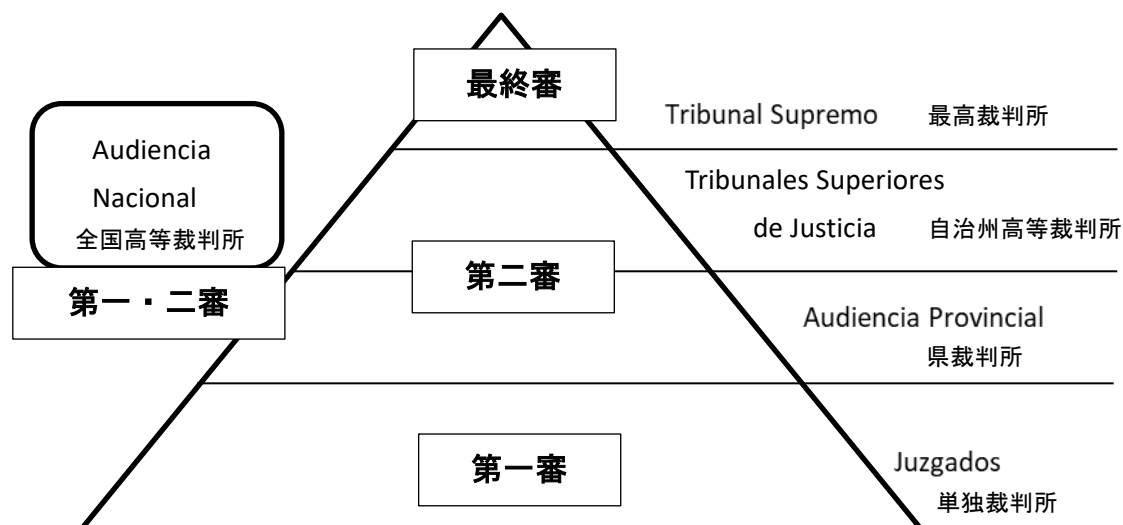 最終審
Tribunal Supremo 最高裁判所
Audiencia
Nacional
全国高等裁判所
第一・二審
Tribunales Superiores
de Justicia 自治州高等裁判所
第二審
Audiencia Provincial
県裁判所
第一審
Juzgados
単独裁判所